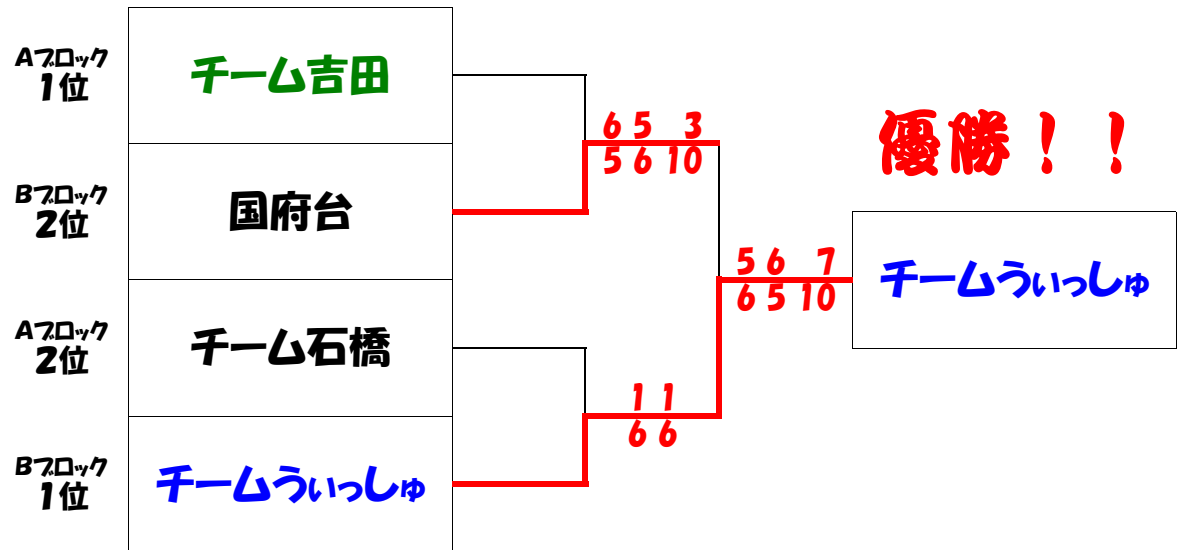 Aブロック
1位
チーム吉田
6 5 3
5 6 10
優勝！！
Bブロック
2位
国府台
5 6 7
6 5 10
チームういっしゅ
Aブロック
2位
チーム石橋
1 1
6 6
Bブロック
1位
チームういっしゅ